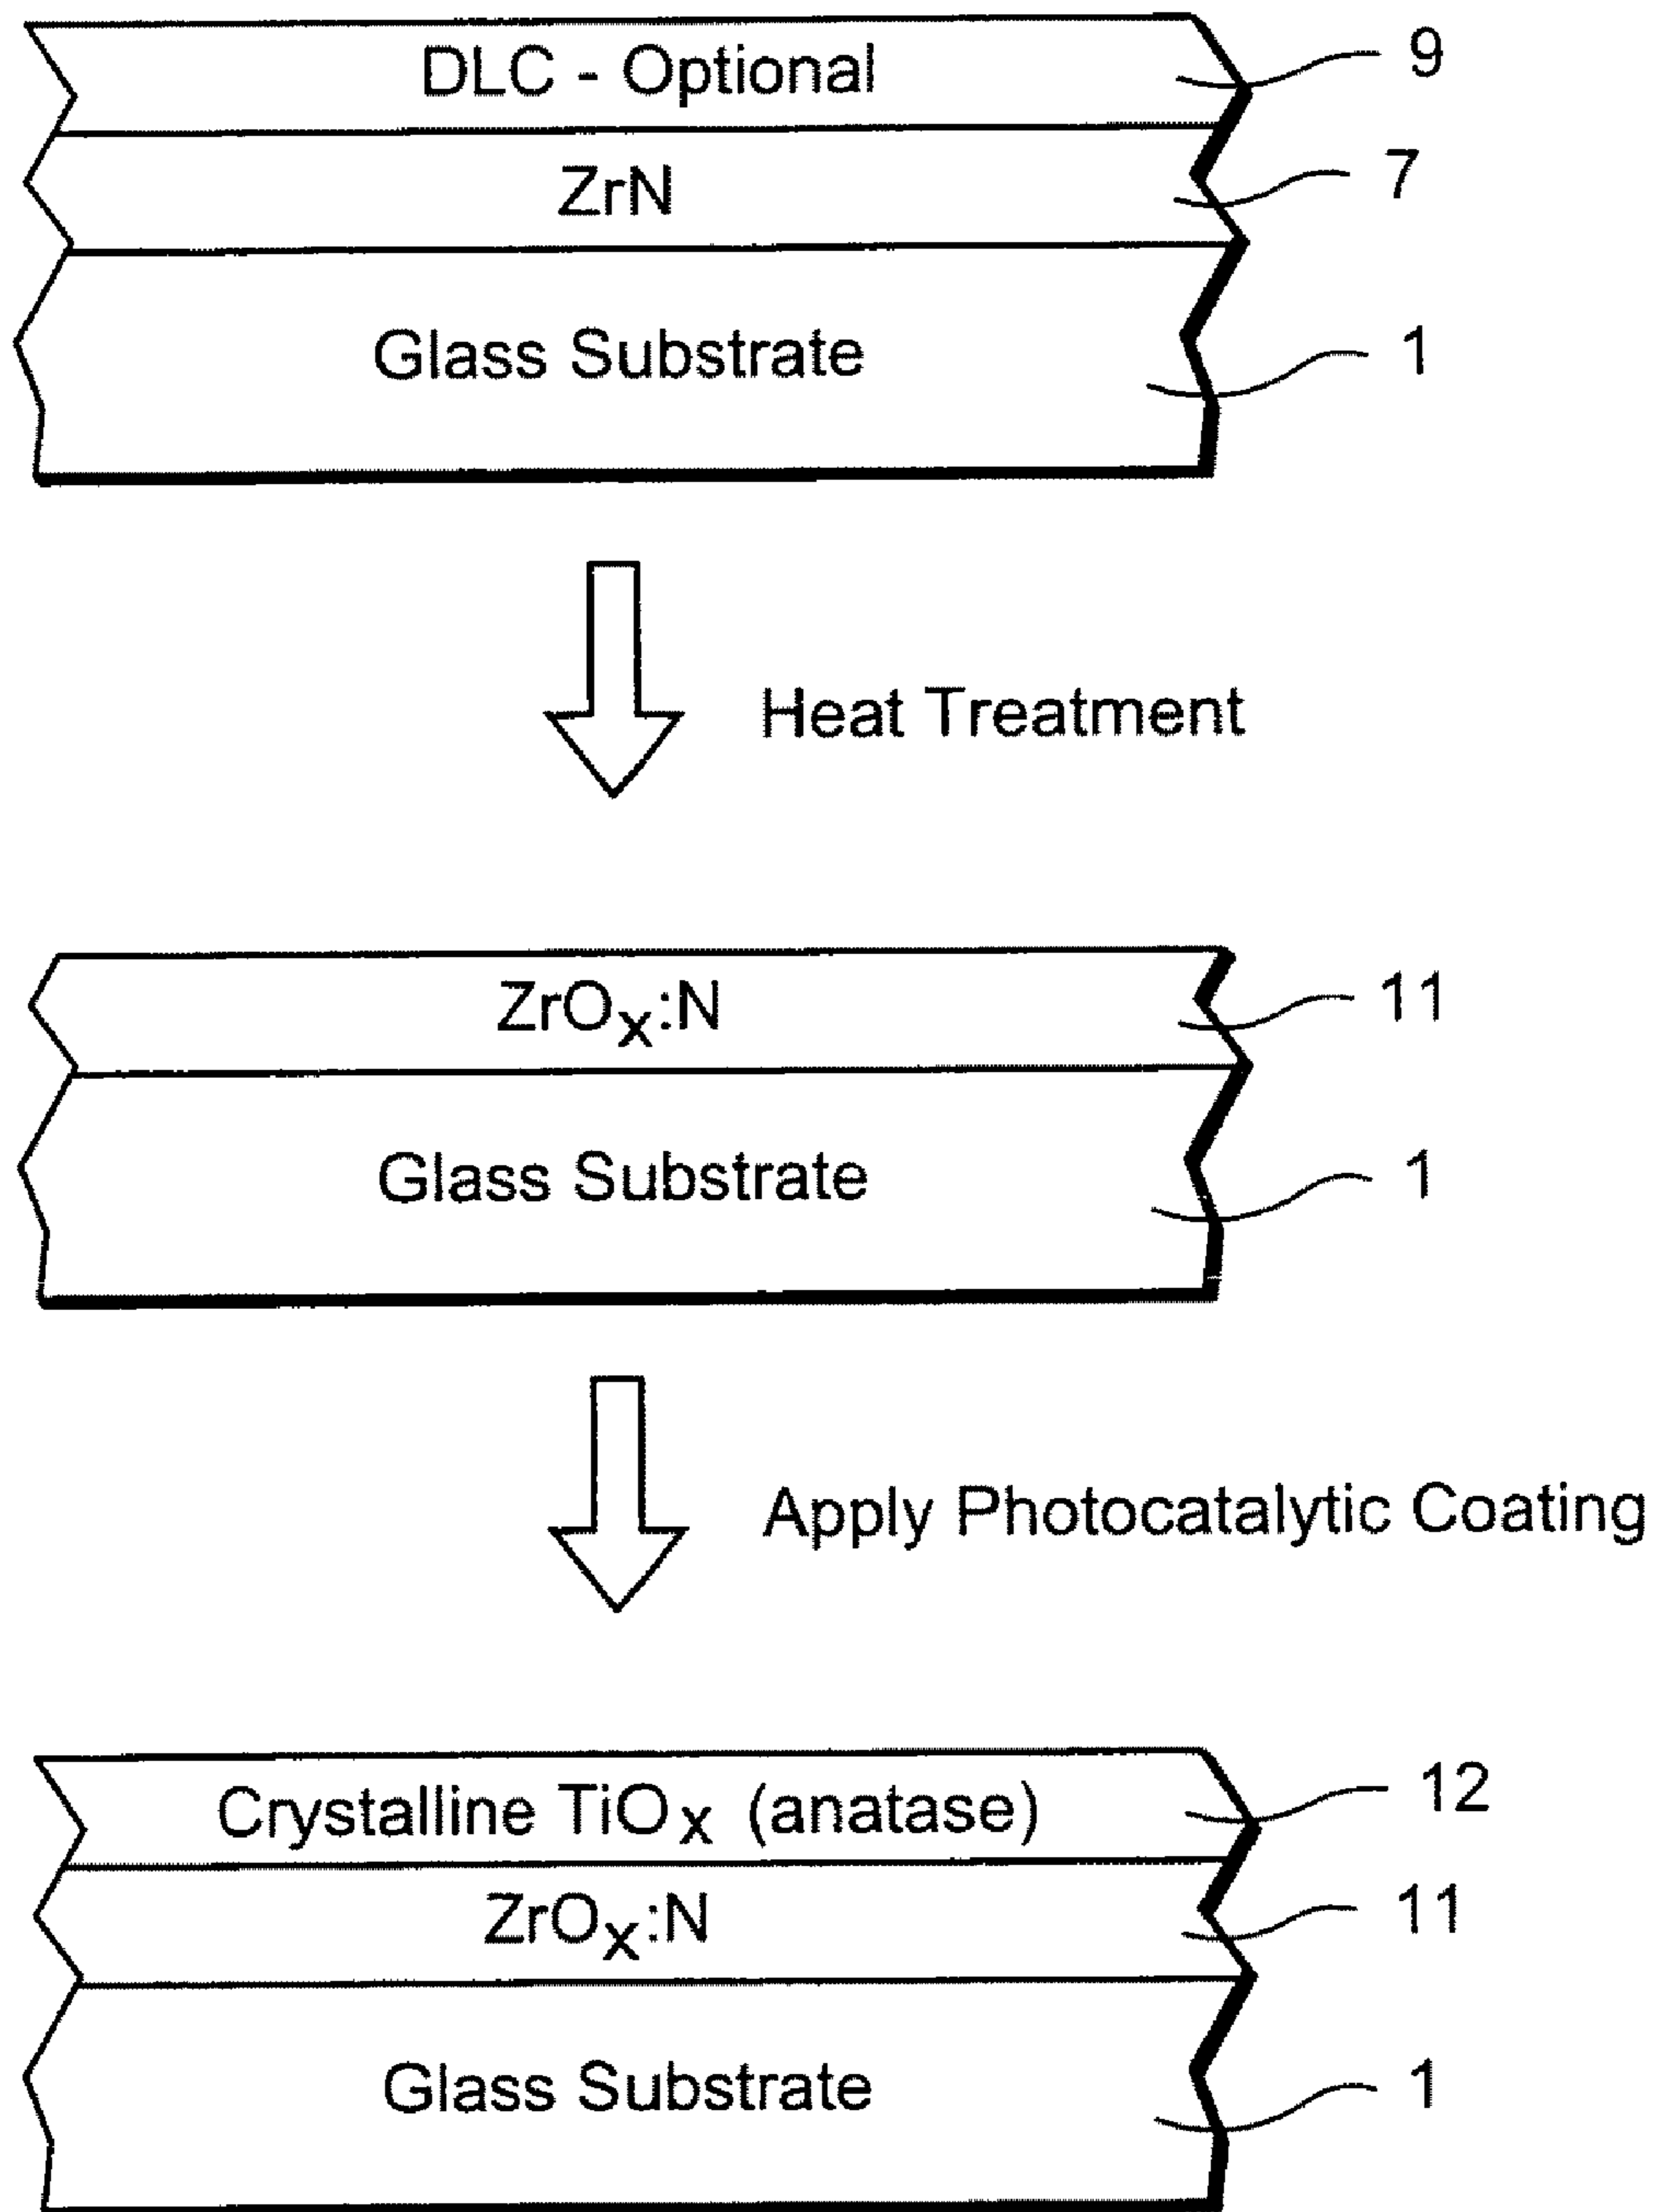 DLC - Optional 9
ZrN 7
Glass Substrate 1
Heat Treatment
ZrOₓ:N 11
Glass Substrate 1
Apply Photocatalytic Coating
Crystalline TiOₓ (anatase) 12
ZrOₓ:N 11
Glass Substrate 1